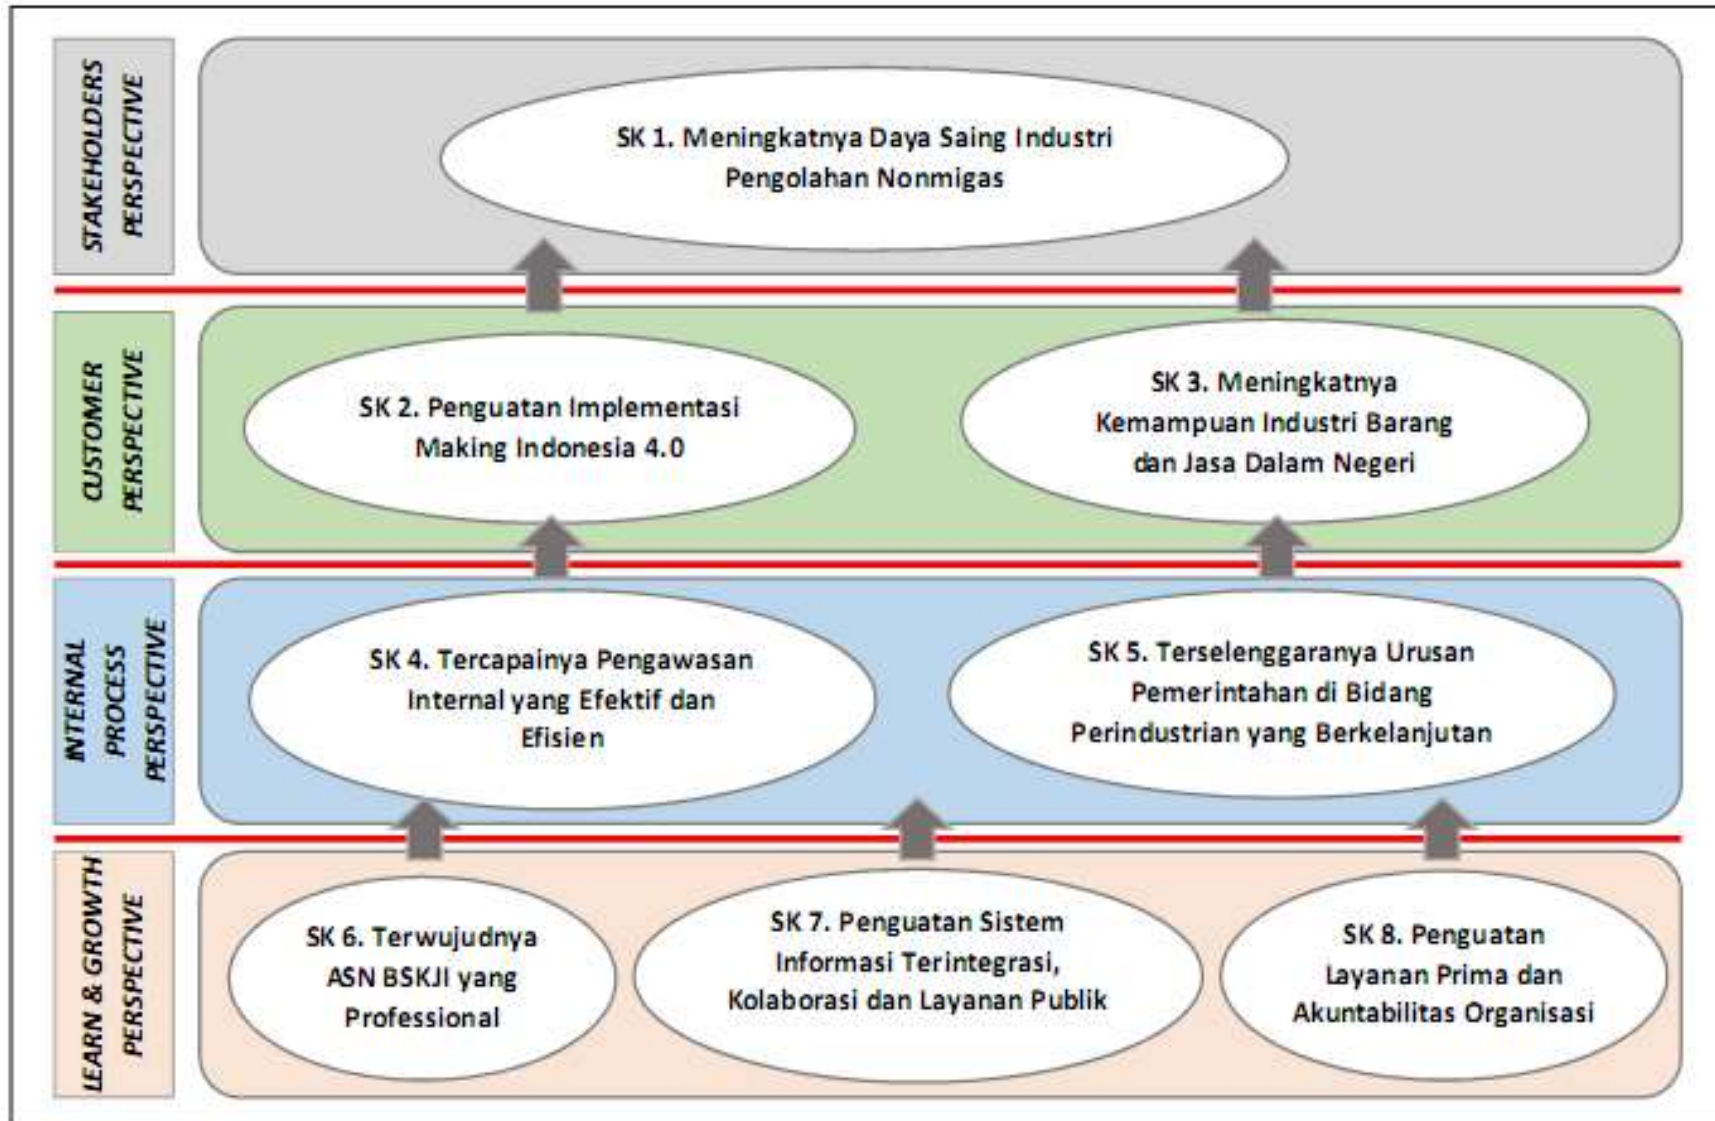 STAKEHOLDERS
PERSPECTIVE
SK 1. Meningkatnya Daya Saing Industri
Pengolahan Nonmigas
CUSTOMER
PERSPECTIVE
SK 2. Penguatan Implementasi
Making Indonesia 4.0
SK 3. Meningkatnya
Kemampuan Industri Barang
dan Jasa Dalam Negeri
INTERNAL
PROCESS
PERSPECTIVE
SK 4. Tercapainya Pengawasan
Internal yang Efektif dan
Efisien
SK 5. Terselenggaranya Urusan
Pemerintahan di Bidang
Perindustrian yang Berkelanjutan
LEARN & GROWTH
PERSPECTIVE
SK 6. Terwujudnya
ASN BSKJI yang
Professional
SK 7. Penguatan Sistem
Informasi Terintegrasi,
Kolaborasi dan Layanan Publik
SK 8. Penguatan
Layanan Prima dan
Akuntabilitas Organisasi